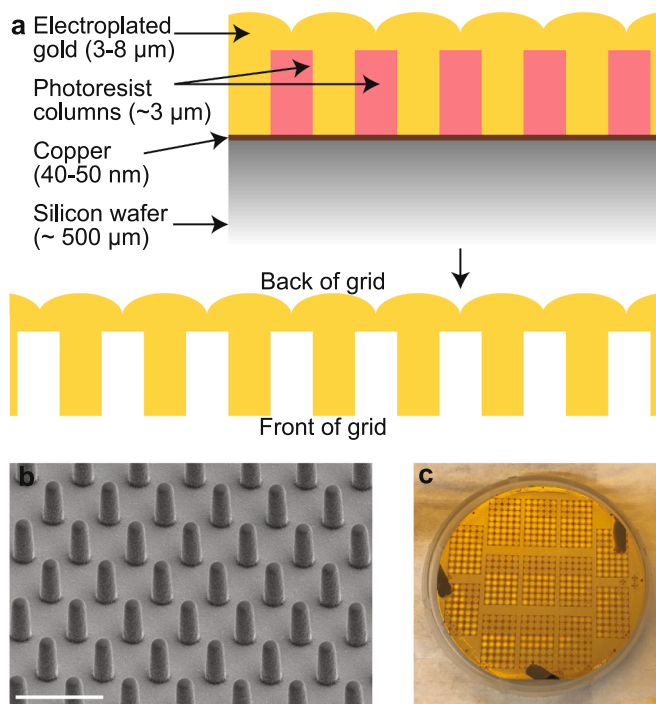 a Electroplated
gold (3-8 µm)
Photoresist
columns (~3 µm)
Copper
(40-50 nm)
Silicon wafer
(~ 500 µm)
Back of grid
Front of grid
b
c